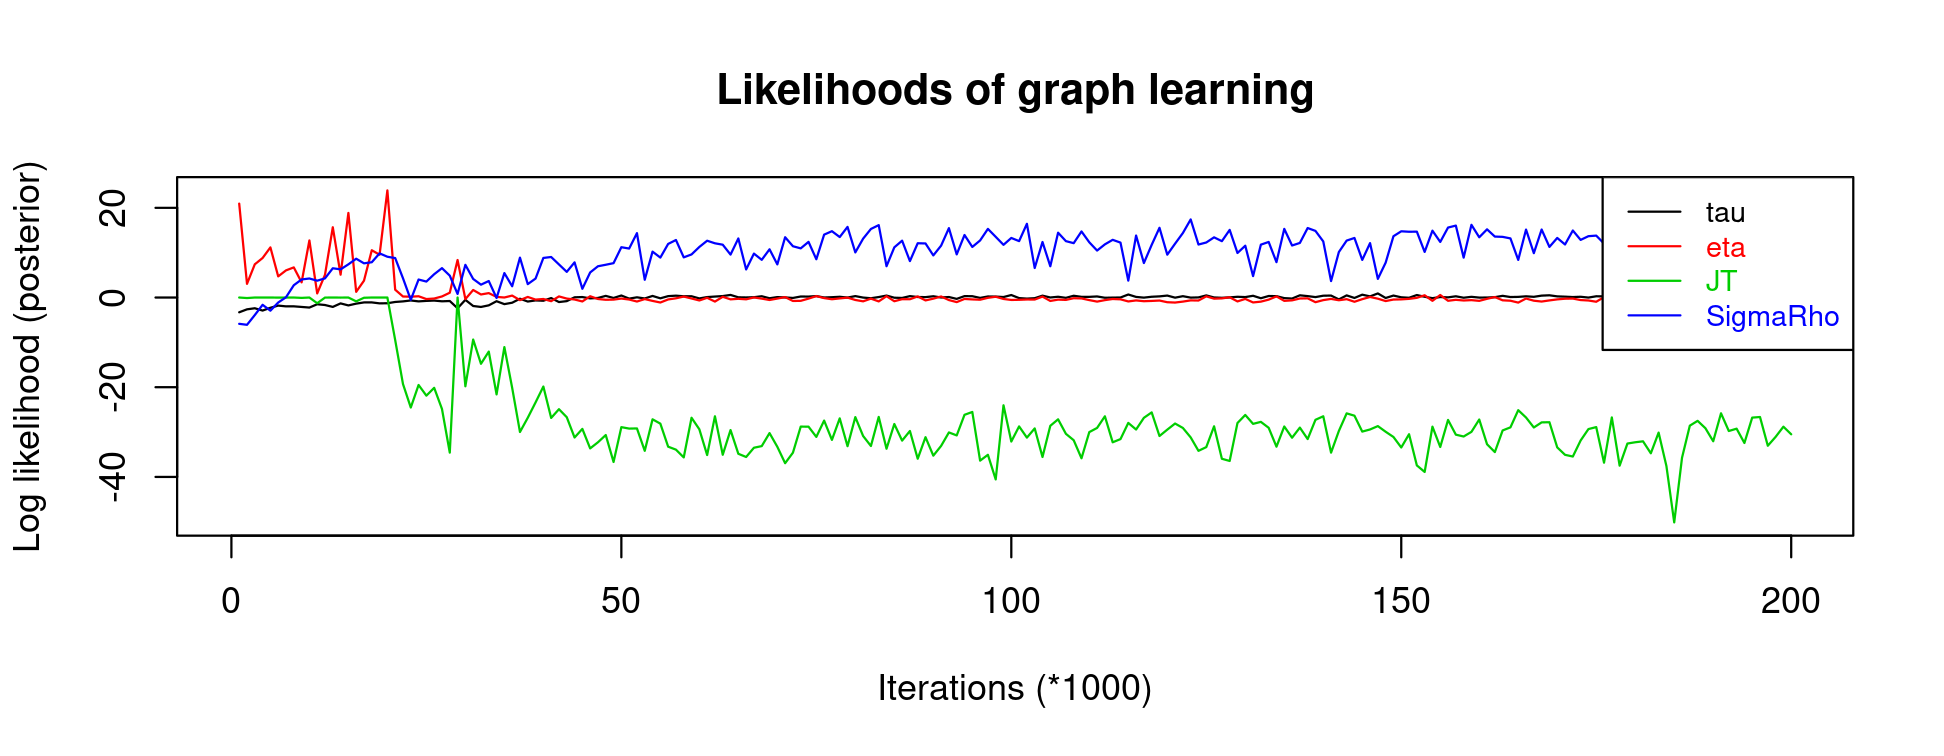 Likelihoods of graph learning
Log likelihood (posterior)
20
0
-20
-40
tau
eta
JT
SigmaRho
0 50 100 150 200
Iterations (*1000)